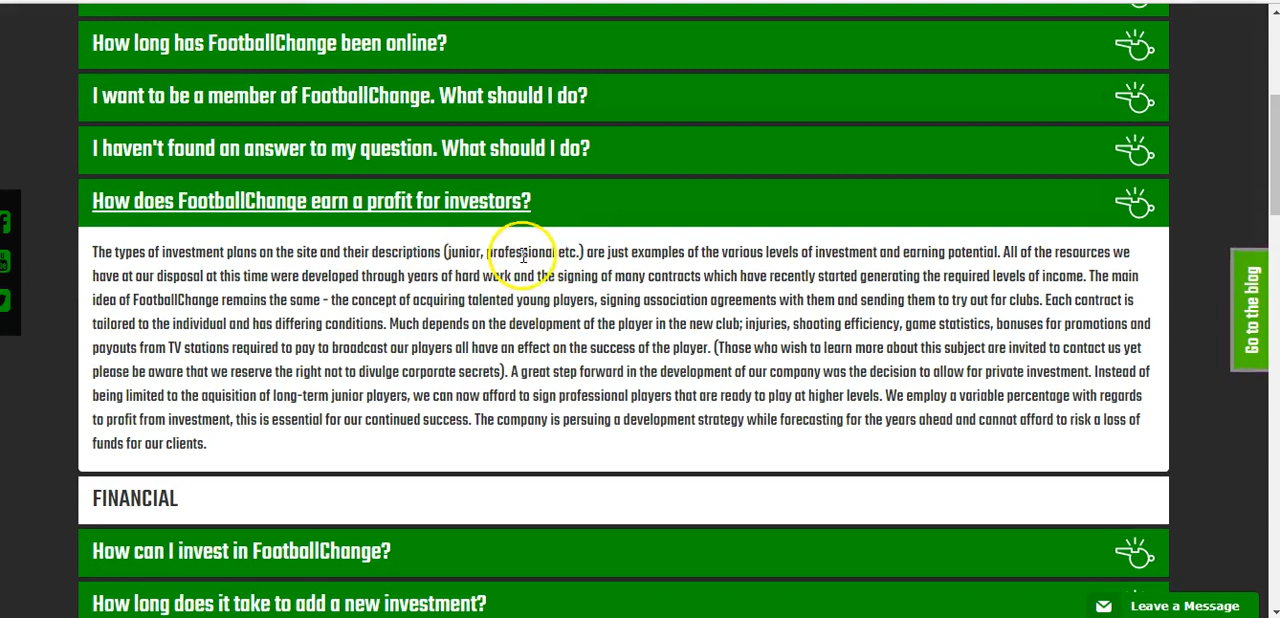 How long has FootballChange been online?
I want to be a member of FootballChange. What should I do?
I haven't found an answer to my question. What should I do?
How does FootballChange earn a profit for investors?
The types of investment plans on the site and their descriptions (junior, professional etc.) are just examples of the various levels of investment and earning potential. All of the resources we
have at our disposal at this time were developed through years of hard work and the signing of many contracts which have recently started generating the required levels of income. The main
idea of FootballChange remains the same - the concept of acquiring talented young players, signing association agreements with them and sending them to try out for clubs. Each contract is
tailored to the individual and has differing conditions. Much depends on the development of the player in the new club; injuries, shooting efficiency, game statistics, bonuses for promotions and
payouts from TV stations required to pay to broadcast our players all have an effect on the success of the player. (Those who wish to learn more about this subject are invited to contact us yet
please be aware that we reserve the right not to divulge corporate secrets). A great step forward in the development of our company was the decision to allow for private investment. Instead of
being limited to the aquisition of long-term junior players, we can now afford to sign professional players that are ready to play at higher levels. We employ a variable percentage with regards
to profit from investment, this is essential for our continued success. The company is persuing a development strategy while forecasting for the years ahead and cannot afford to risk a loss of
funds for our clients.
Go to the blog
FINANCIAL
How can I invest in FootballChange?
How long does it take to add a new investment?
Leave a Message